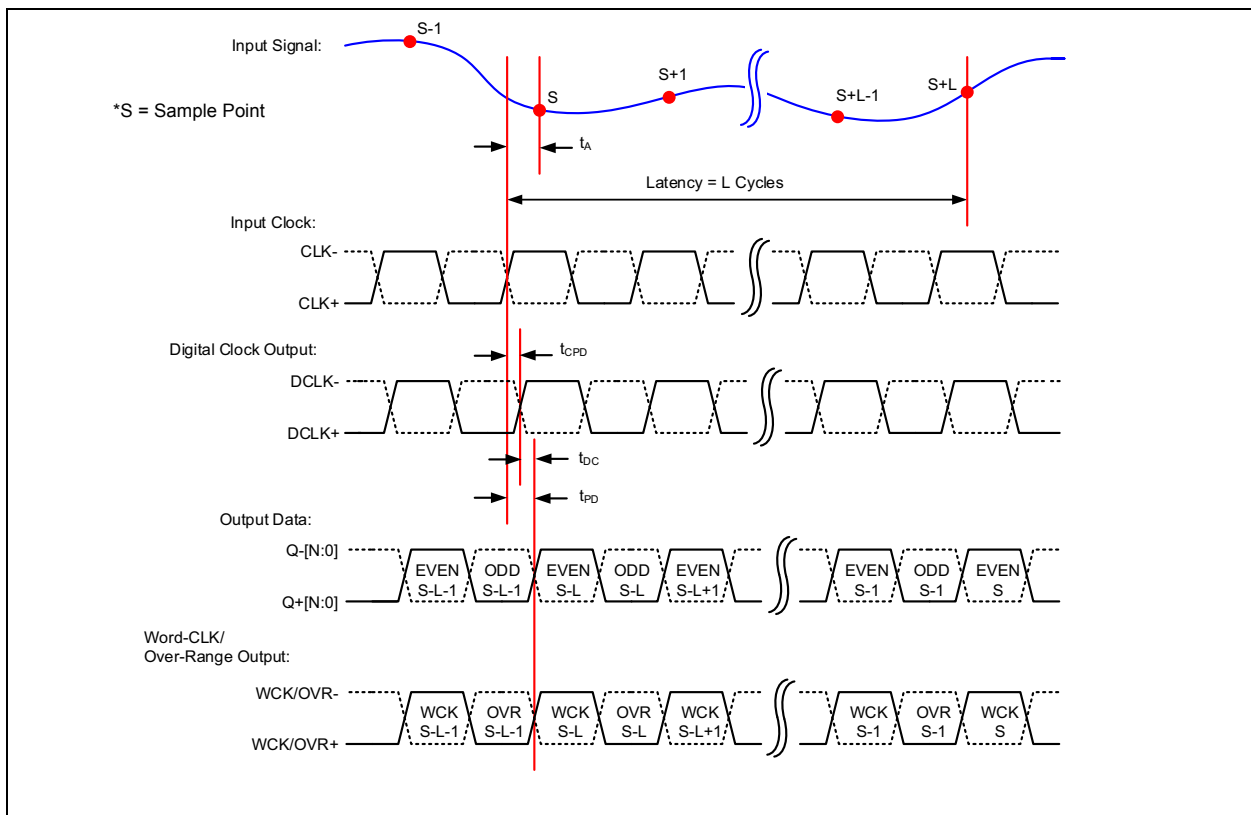 Input Signal:
S-1
*S = Sample Point
S
S+1
S+L-1
S+L
tA
Latency = L Cycles
Input Clock:
CLK-
CLK+
Digital Clock Output:
tCPD
DCLK-
DCLK+
tDC
tPD
Output Data:
Q-[N:0]
Q+[N:0]
EVEN ODD EVEN ODD EVEN EVEN ODD EVEN
S-L-1 S-L-1 S-L S-L S-L+1 S-1 S-1 S
Word-CLK/
Over-Range Output:
WCK/OVR-
WCK/OVR+
WCK OVR WCK OVR WCK WCK OVR WCK
S-L-1 S-L-1 S-L S-L S-L+1 S-1 S-1 S